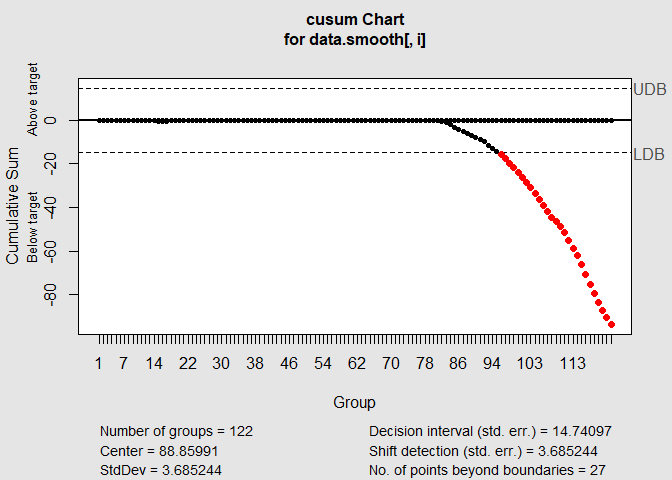 cusum Chart
for data.smooth[, i]
Cumulative Sum
Above target
Below target
0
-20
-40
-60
-80
UDB
LDB
1 7 14 22 30 38 46 54 62 70 78 86 94 103 113
Group
Number of groups = 122
Center = 88.85991
StdDev = 3.685244
Decision interval (std. err.) = 14.74097
Shift detection (std. err.) = 3.685244
No. of points beyond boundaries = 27